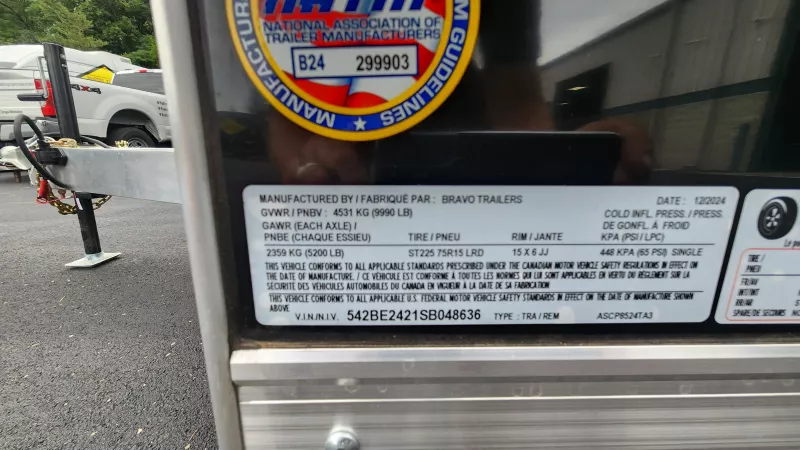 NATIONAL ASSOCIATION OF
TRAILER MANUFACTURERS
B24 299903
GUIDELINES
4X4
MANUFACTURED BY / FABRIQUÉ PAR : BRAVO TRAILERS DATE : 12/2024
GVWR / PNBV : 4531 KG (9990 LB) COLD INFL. PRESS. / PRESS.
GAWR (EACH AXLE) / DE GONFL. À FROID
PNBE (CHAQUE ESSIEU) TIRE / PNEU RIM / JANTE KPA (PSI / LPC)
2359 KG (5200 LB) ST225 75R15 LRD 15 X 6 JJ 448 KPA (65 PSI) SINGLE
THIS VEHICLE CONFORMS TO ALL APPLICABLE STANDARDS PRESCRIBED UNDER THE CANADIAN MOTOR VEHICLE SAFETY REGULATIONS IN EFFECT ON
THE DATE OF MANUFACTURE. / CE VÉHICULE EST CONFORME À TOUTES LES NORMES QUI LUI SONT APPLICABLES EN VERTU DU RÈGLEMENT SUR LA
SÉCURITÉ DES VÉHICULES AUTOMOBILES DU CANADA EN VIGUEUR À LA DATE DE SA FABRICATION
THIS VEHICLE CONFORMS TO ALL APPLICABLE U.S. FEDERAL MOTOR VEHICLE SAFETY STANDARDS IN EFFECT ON THE DATE OF MANUFACTURE SHOWN
ABOVE
V.I.N./N.I.V. 542BE2421SB048636 TYPE : TRA / REM ASCP8524TA3
TIRE /
PNEU
SPARE/DE SECOURS